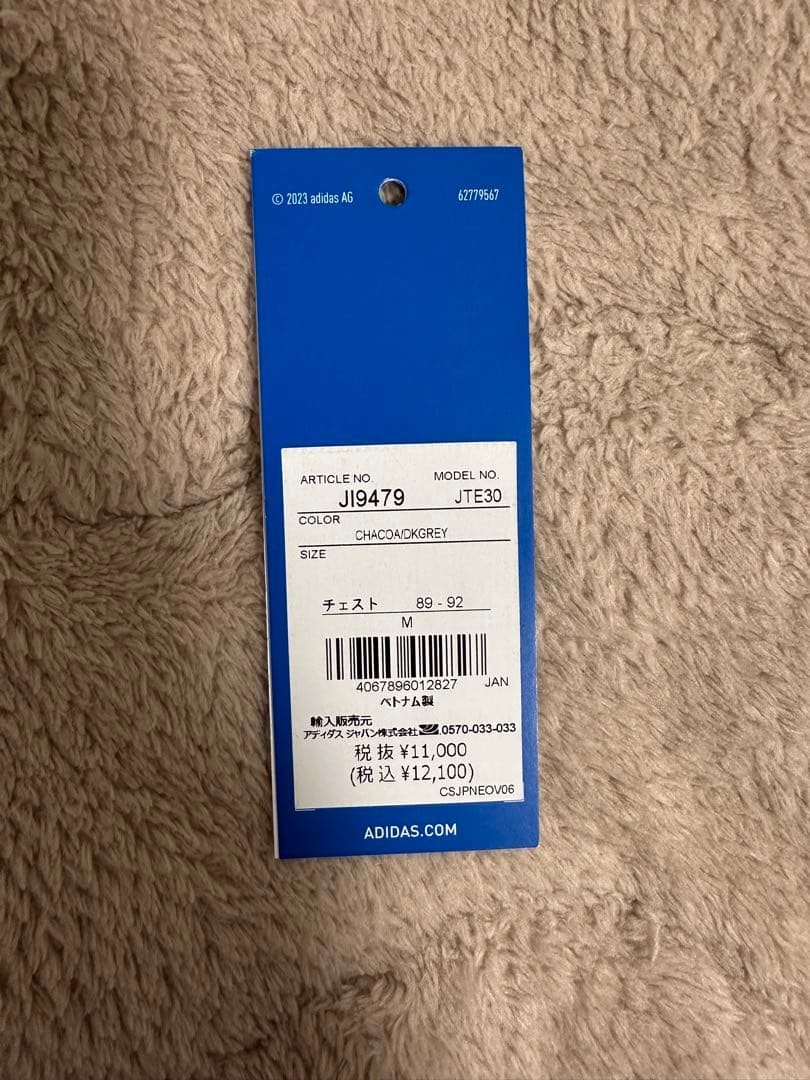 © 2023 adidas AG 62779567
ARTICLE NO. MODEL NO.
JI9479 JTE30
COLOR
CHACOA/DKGREY
SIZE
チェスト 89 - 92
M
4067896012827 JAN
ベトナム製
輸入販売元
アディダス ジャパン株式会社 0570-033-033
税抜 ¥11,000
(税込 ¥12,100)
CSJPNEOV06
ADIDAS.COM